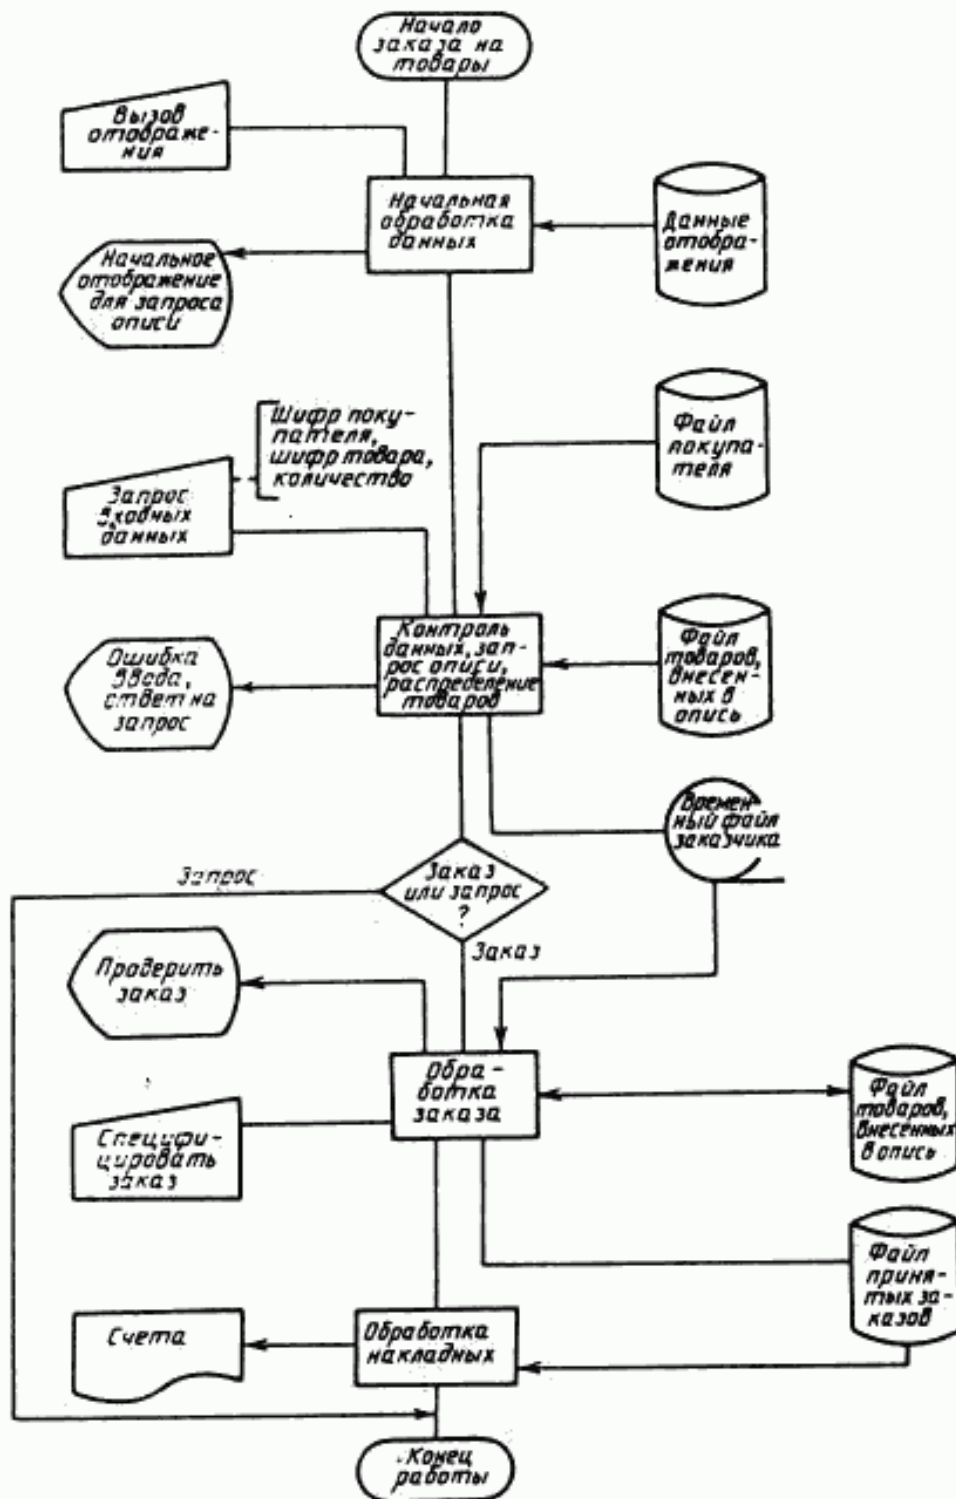 Начало
заказа на
товары
Вызов
отображе-
ния
Начальная
обработка
данных
Данные
отобра-
жения
Начальное
отображение
для запроса
описи
Шифр поку-
пателя,
шифр товара,
количество
Файл
покупа-
теля
Запрос
входных
данных
Контроль
данных, зап-
рос описи,
распределение
товаров
Файл
товаров,
внесен-
ных в
опись
Ошибка
ввода,
ответ на
запрос
Времен-
ный файл
заказчика
Запрос
Заказ
или запрос
?
Заказ
Проверить
заказ
Обра-
ботка
заказа
Файл
товаров,
внесенных
в опись
Специфи-
цировать
заказ
Файл
приня-
тых за-
казов
Счета
Обработка
накладных
Конец
работы